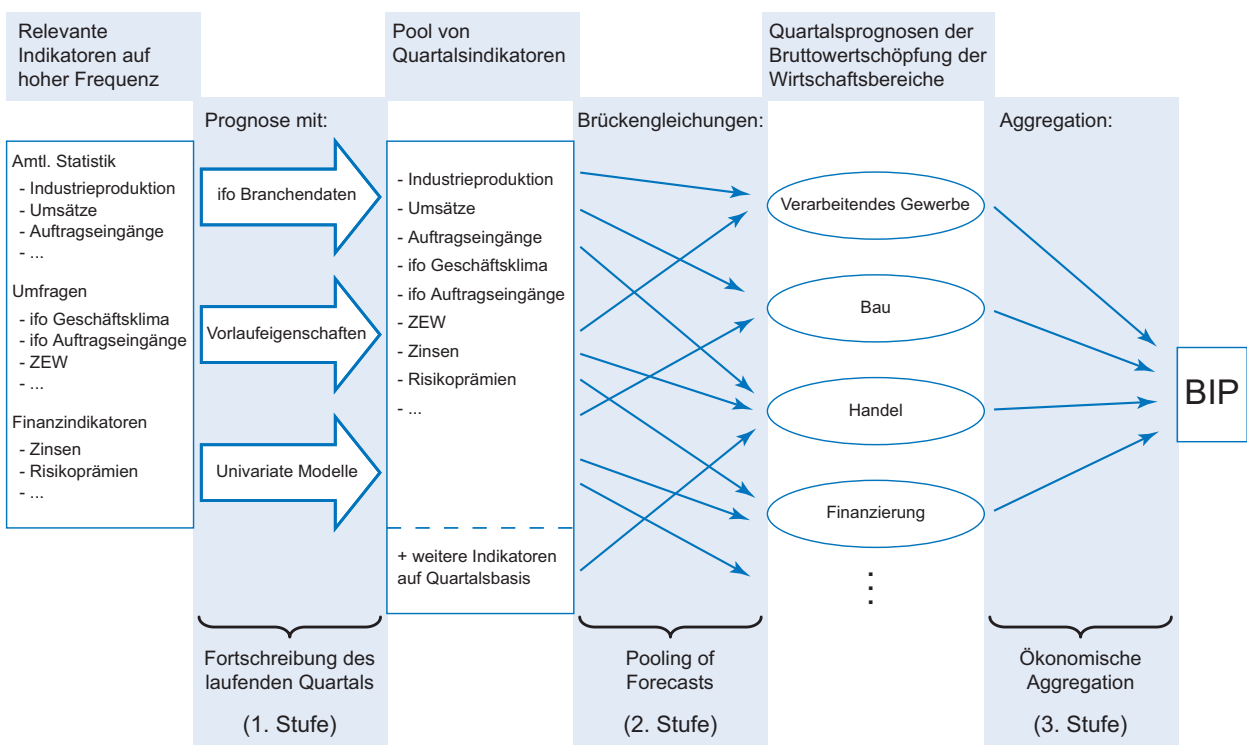 Relevante
Indikatoren auf
hoher Frequenz
Pool von
Quartalsindikatoren
Quartalsprognosen der
Bruttowertschöpfung der
Wirtschaftsbereiche
Prognose mit:
Brückengleichungen:
Aggregation:
Amtl. Statistik
- Industrieproduktion
- Umsätze
- Auftragseingänge
- ...
Umfragen
- ifo Geschäftsklima
- ifo Auftragseingänge
- ZEW
- ...
Finanzindikatoren
- Zinsen
- Risikoprämien
- ...
ifo Branchendaten
Vorlaufeigenschaften
Univariate Modelle
- Industrieproduktion
- Umsätze
- Auftragseingänge
- ifo Geschäftsklima
- ifo Auftragseingänge
- ZEW
- Zinsen
- Risikoprämien
- ...
+ weitere Indikatoren
auf Quartalsbasis
Verarbeitendes Gewerbe
Bau
Handel
Finanzierung
...
BIP
Fortschreibung des
laufenden Quartals
(1. Stufe)
Pooling of
Forecasts
(2. Stufe)
Ökonomische
Aggregation
(3. Stufe)